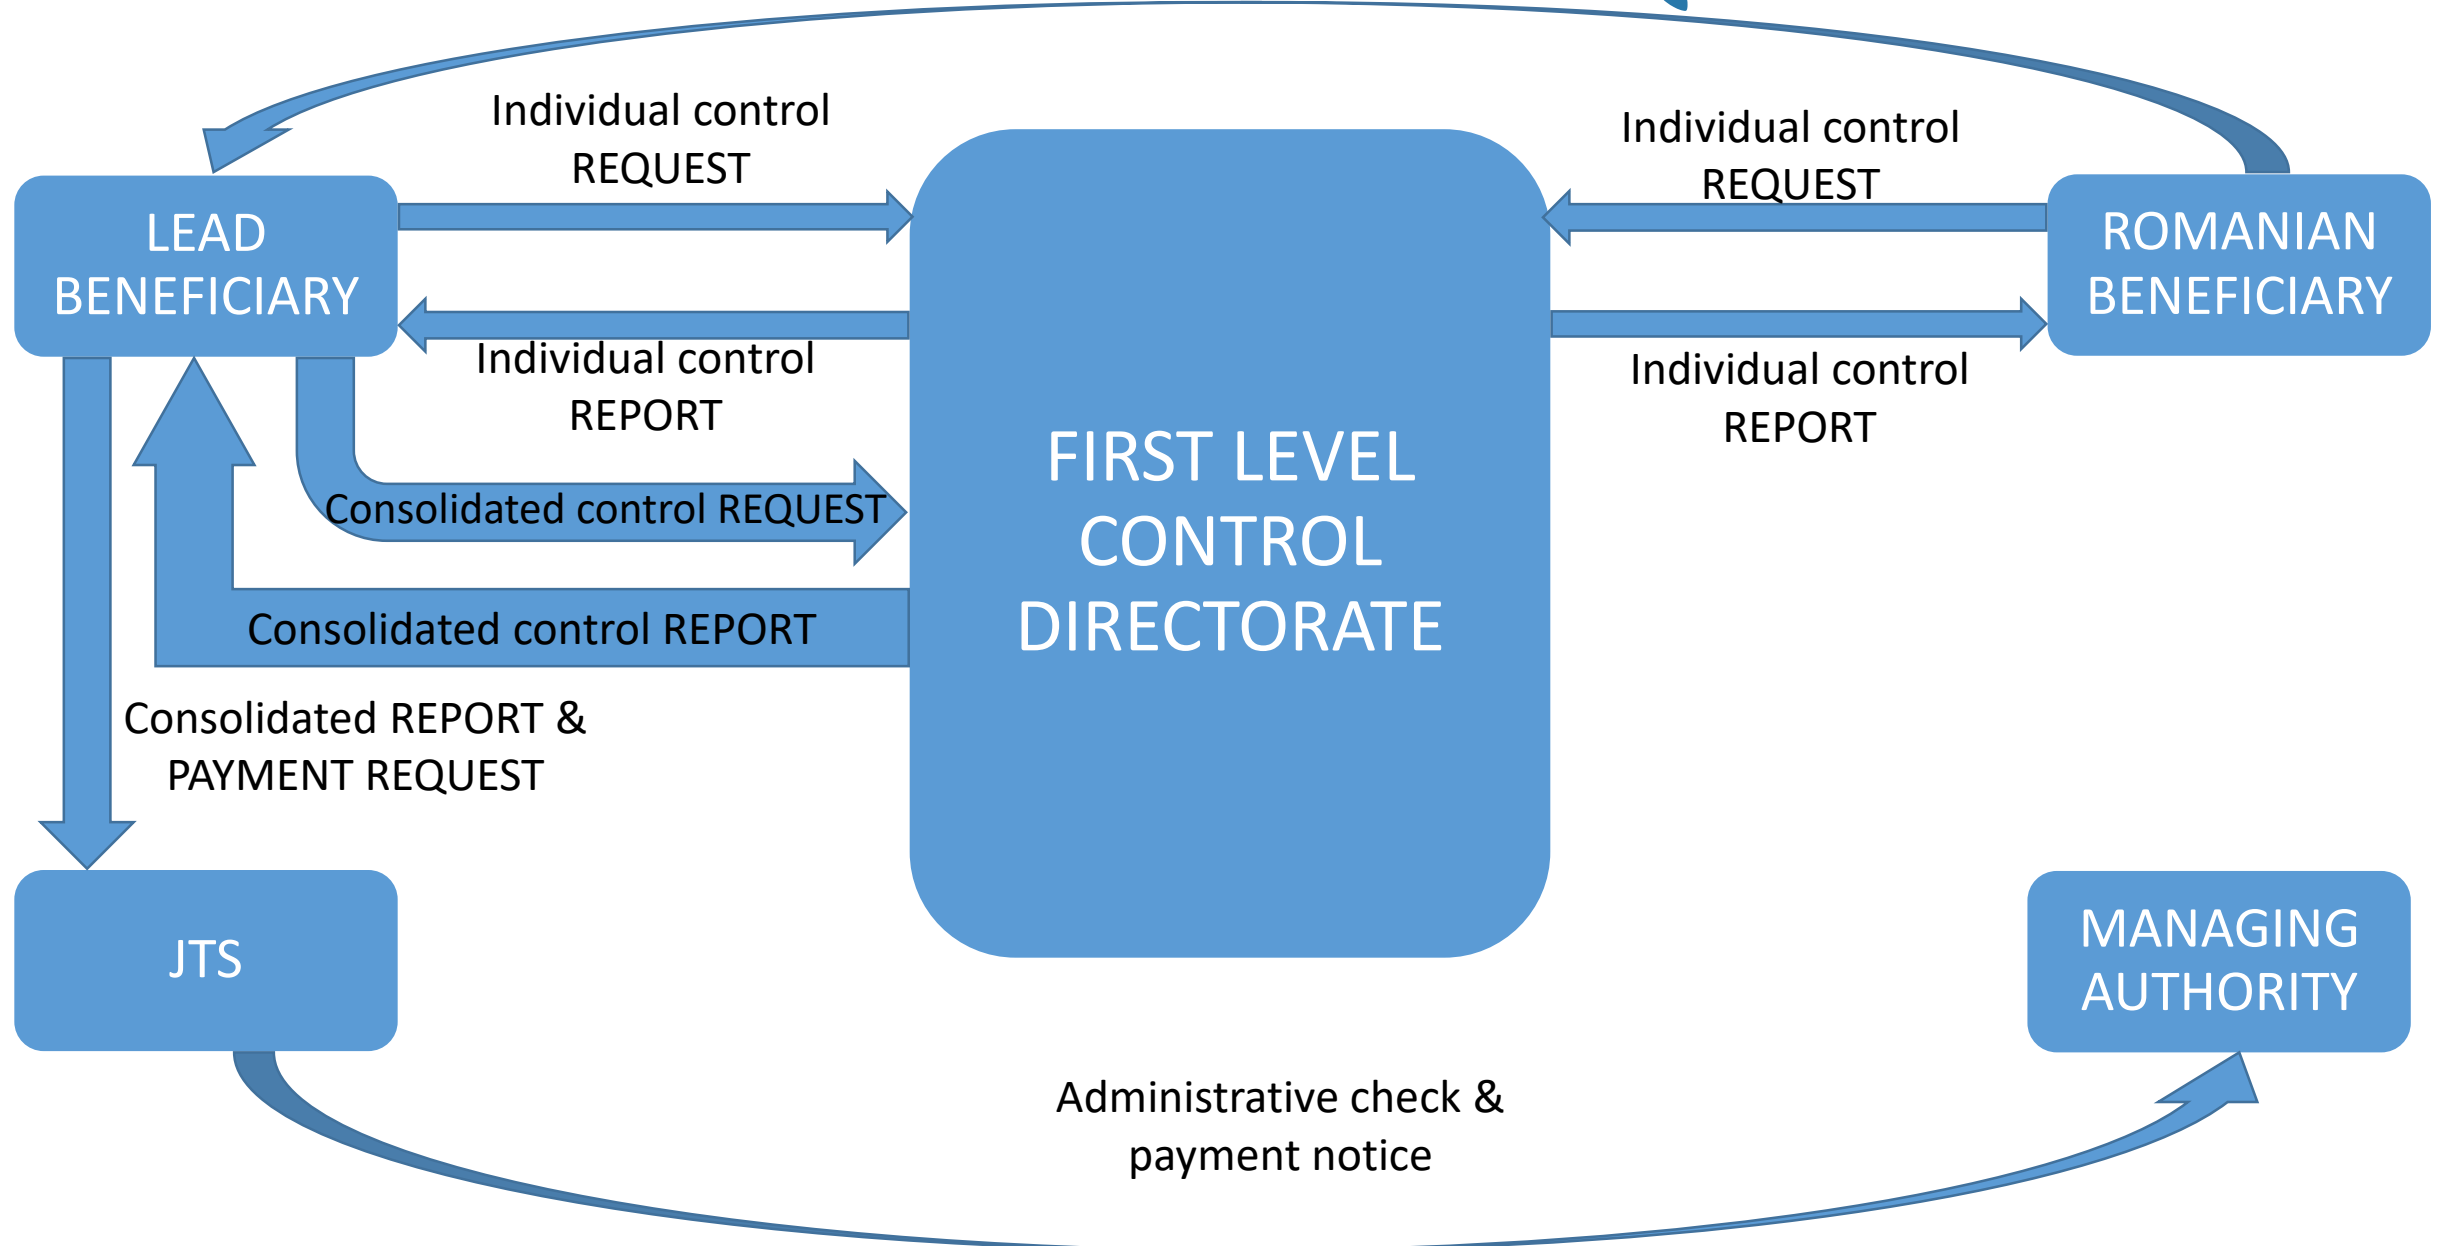 Individual control
REQUEST
Individual control
REQUEST
LEAD
BENEFICIARY
ROMANIAN
BENEFICIARY
Individual control
REPORT
Individual control
REPORT
FIRST LEVEL
CONTROL
DIRECTORATE
Consolidated control REQUEST
Consolidated control REPORT
Consolidated REPORT &
PAYMENT REQUEST
JTS
MANAGING
AUTHORITY
Administrative check &
payment notice